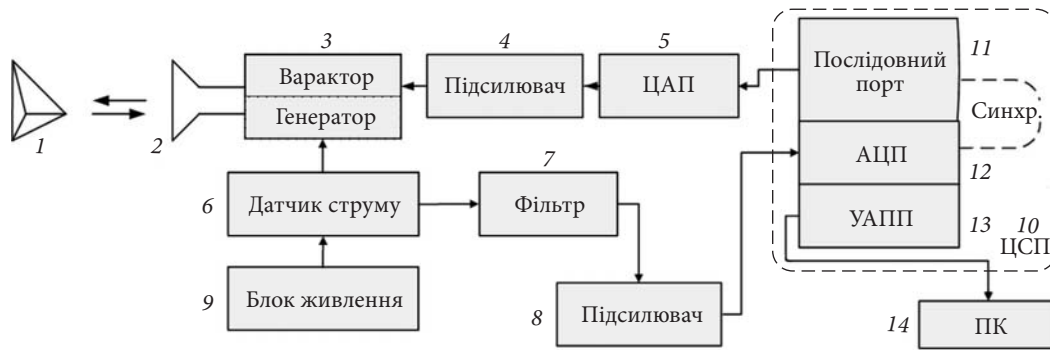 3
4
5
11
Варактор
Генератор
Підсилювач
ЦАП
Послідовний
порт
Синхр.
1
2
7
АЦП
12
6
Датчик струму
Фільтр
УАПП
13
10
ЦСП
9
Блок живлення
8
Підсилювач
14
ПК